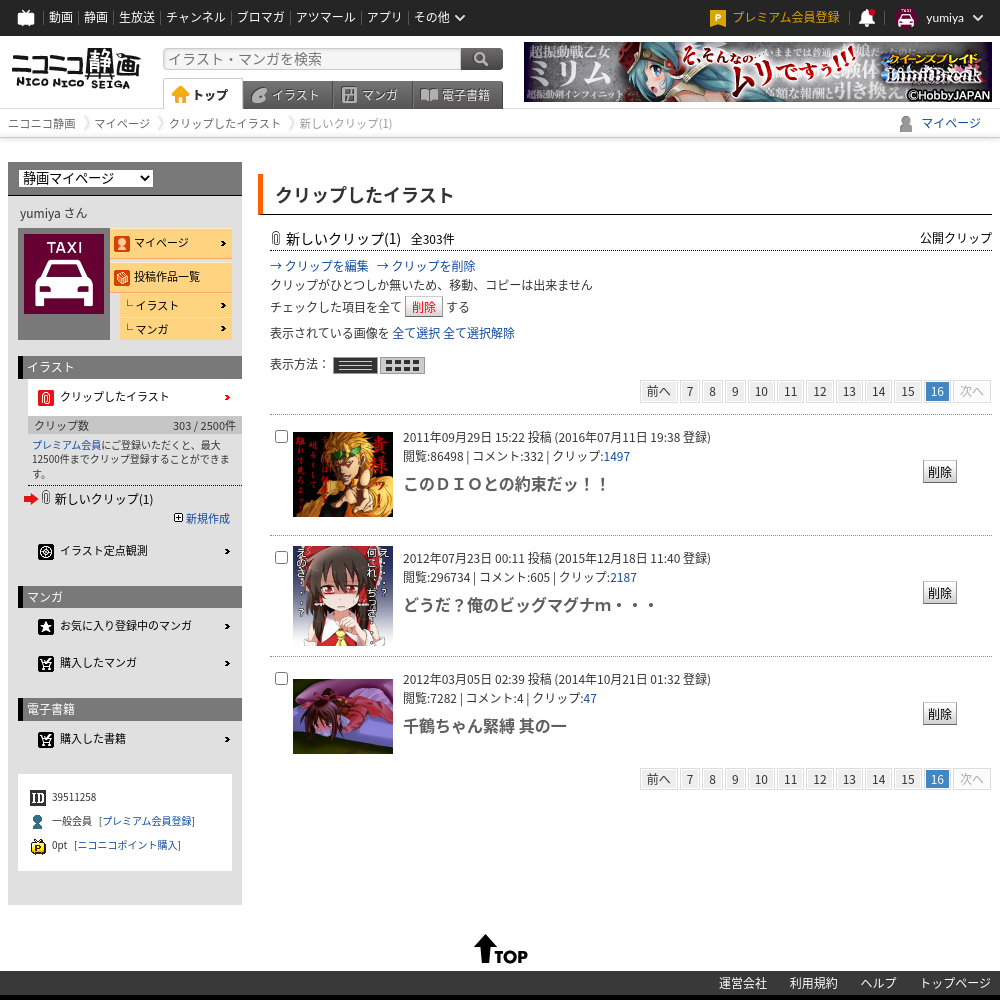 動画 静画 生放送 チャンネル ブロマガ アツマール アプリ その他 プレミアム会員登録 TAXI yumiya
ニコニコ静画
NICO NICO SEIGA
イラスト・マンガを検索
トップ イラスト マンガ 電子書籍
超振動戦乙女
ミリム
超振動剣インフィニット
そ、そんなの
ムリですぅ!!!
クイーンズブレイド
LimitBreak
©HobbyJAPAN
ニコニコ静画 マイページ クリップしたイラスト 新しいクリップ(1) マイページ
静画マイページ
yumiya さん
TAXI
マイページ
投稿作品一覧
└ イラスト
└ マンガ
イラスト
クリップしたイラスト
クリップ数 303 / 2500件
プレミアム会員にご登録いただくと、最大
12500件までクリップ登録することができま
す。
新しいクリップ(1)
新規作成
イラスト定点観測
マンガ
お気に入り登録中のマンガ
購入したマンガ
電子書籍
購入した書籍
ID 39511258
一般会員 [プレミアム会員登録]
0pt [ニコニコポイント購入]
クリップしたイラスト
新しいクリップ(1) 全303件 公開クリップ
→ クリップを編集 → クリップを削除
クリップがひとつしか無いため、移動、コピーは出来ません
チェックした項目を全て 削除 する
表示されている画像を 全て選択 全て選択解除
表示方法：
前へ 7 8 9 10 11 12 13 14 15 16 次へ
2011年09月29日 15:22 投稿 (2016年07月11日 19:38 登録)
閲覧:86498 | コメント:332 | クリップ:1497
このＤＩＯとの約束だッ！！
削除
2012年07月23日 00:11 投稿 (2015年12月18日 11:40 登録)
閲覧:296734 | コメント:605 | クリップ:2187
どうだ？俺のビッグマグナm・・・
削除
2012年03月05日 02:39 投稿 (2014年10月21日 01:32 登録)
閲覧:7282 | コメント:4 | クリップ:47
千鶴ちゃん緊縛 其の一
削除
前へ 7 8 9 10 11 12 13 14 15 16 次へ
TOP
運営会社 利用規約 ヘルプ トップページ